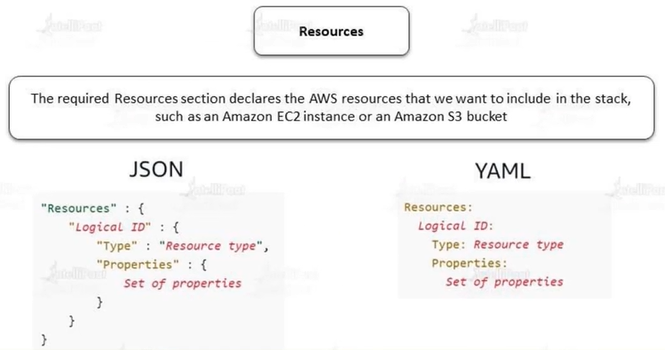 Resources
The required Resources section declares the AWS resources that we want to include in the stack,
such as an Amazon EC2 instance or an Amazon S3 bucket
JSON
"Resources" : {
"Logical ID" : {
"Type" : "Resource type",
"Properties" : {
Set of properties
}
}
}
YAML
Resources:
Logical ID:
Type: Resource type
Properties:
Set of properties